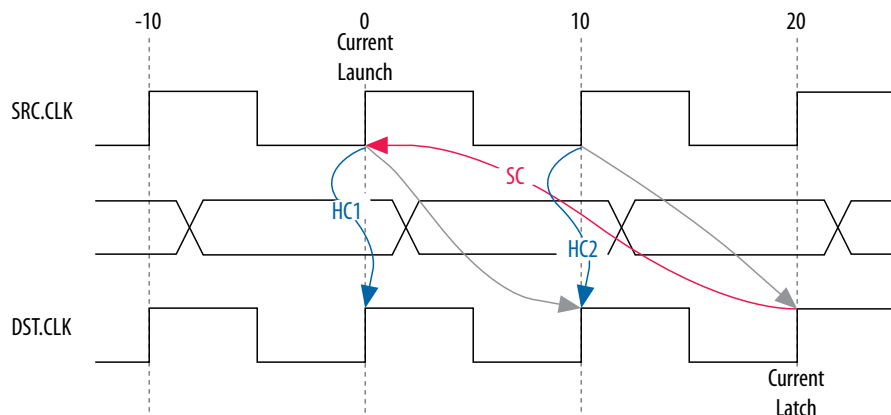 -10 0 10 20
Current
Launch
SRC.CLK
SC
HC1
HC2
DST.CLK
Current
Latch